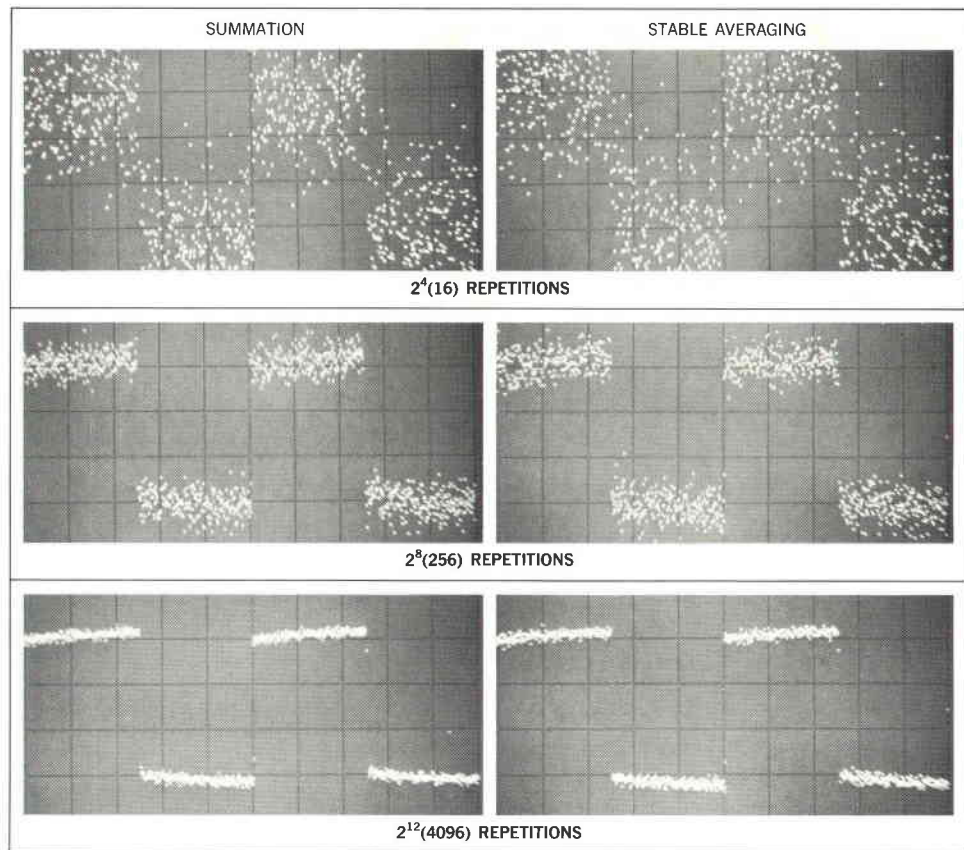 SUMMATION
STABLE AVERAGING
2⁴(16) REPETITIONS
2⁸(256) REPETITIONS
2¹²(4096) REPETITIONS